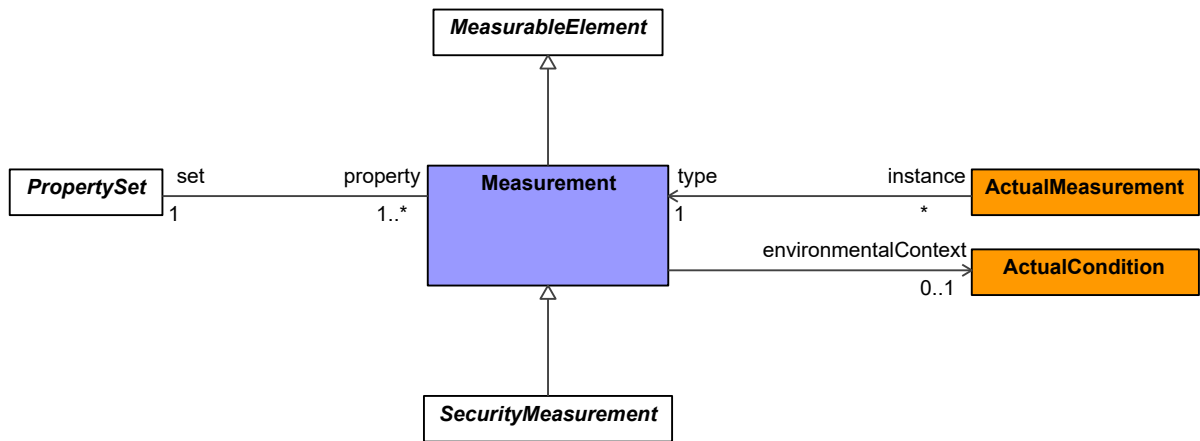 MeasurableElement
set
property
type
instance
PropertySet
Measurement
ActualMeasurement
1
1..*
1
*
environmentalContext
ActualCondition
0..1
SecurityMeasurement